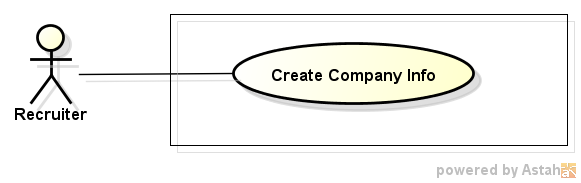 Create Company Info
Recruiter
powered by Astah